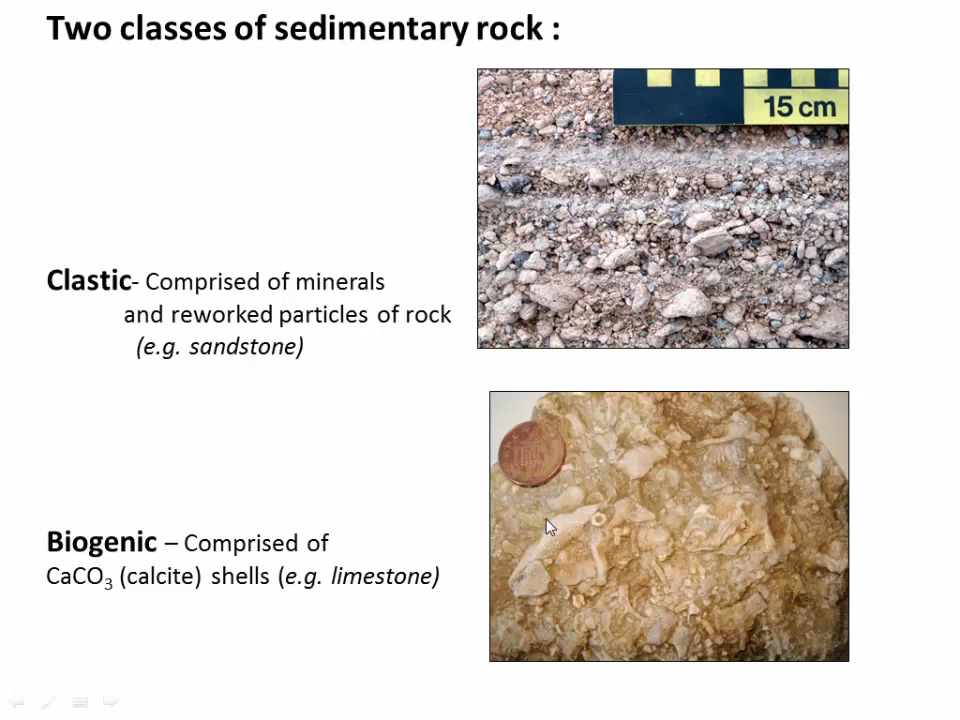 Two classes of sedimentary rock :
15 cm
Clastic- Comprised of minerals
and reworked particles of rock
(e.g. sandstone)
Biogenic – Comprised of
CaCO₃ (calcite) shells (e.g. limestone)